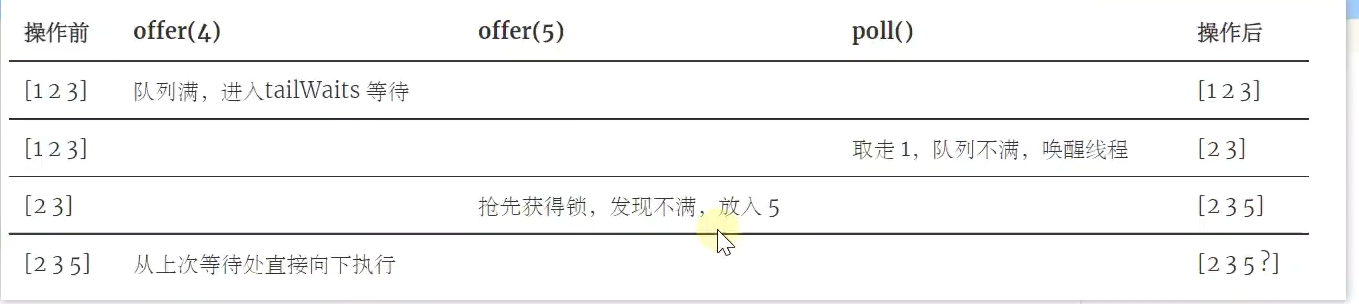 操作前 offer(4) offer(5) poll() 操作后
[1 2 3] 队列满，进入tailWaits 等待 [1 2 3]
[1 2 3] 取走 1，队列不满，唤醒线程 [2 3]
[2 3] 抢先获得锁，发现不满，放入 5 [2 3 5]
[2 3 5] 从上次等待处直接向下执行 [2 3 5 ?]